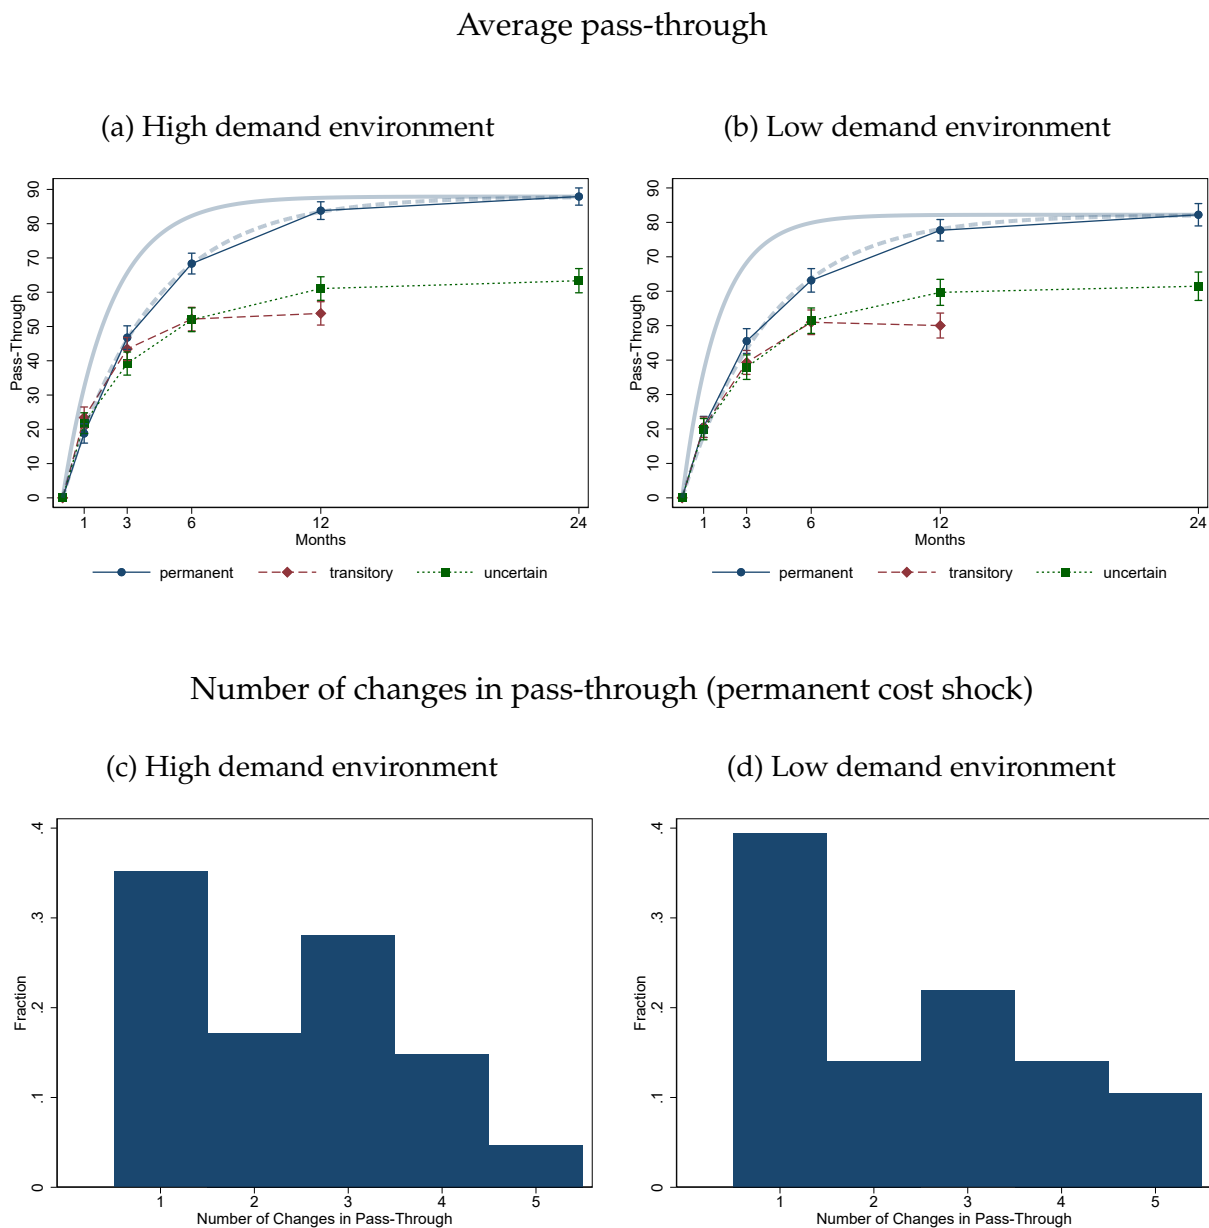 Average pass-through
(a) High demand environment
(b) Low demand environment
Pass-Through
90
80
70
60
50
40
30
20
10
0
1 3 6 12 24
Months
permanent transitory uncertain
Pass-Through
90
80
70
60
50
40
30
20
10
0
1 3 6 12 24
Months
permanent transitory uncertain
Number of changes in pass-through (permanent cost shock)
(c) High demand environment
(d) Low demand environment
Fraction
.4
.3
.2
.1
0
1 2 3 4 5
Number of Changes in Pass-Through
Fraction
.4
.3
.2
.1
0
1 2 3 4 5
Number of Changes in Pass-Through